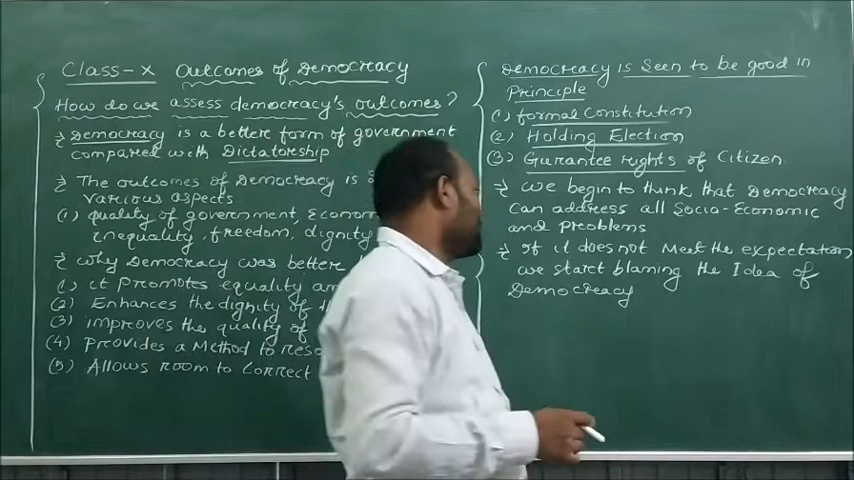 Class-X Outcomes of Democracy
How do we assess democracy's outcomes?
Democracy is a better form of government
compared with Dictatorship
The outcomes of Democracy is
various aspects
(1) quality of government, Econom
inequality, freedom, dignity
why Democracy was better
(1) it promotes equality
(2) Enhances the dignity of
(3) improves the quality of
(4) Provides a Method to
(5) Allows room to Correct
Democracy is Seen to be good in
Principle
(1) formal Constitution
(2) Holding Election
(3) Gurantee rights of Citizen
we begin to think that Democracy
Can address all Socio-Economic
and Problems
If it does not Meet the expectation
we start blaming the Idea of
Democracy